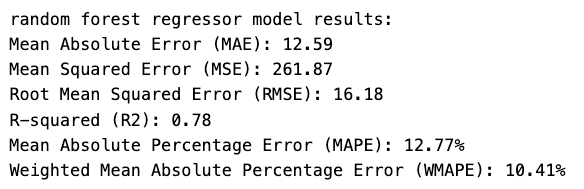 random forest regressor model results:
Mean Absolute Error (MAE): 12.59
Mean Squared Error (MSE): 261.87
Root Mean Squared Error (RMSE): 16.18
R-squared (R2): 0.78
Mean Absolute Percentage Error (MAPE): 12.77%
Weighted Mean Absolute Percentage Error (WMAPE): 10.41%